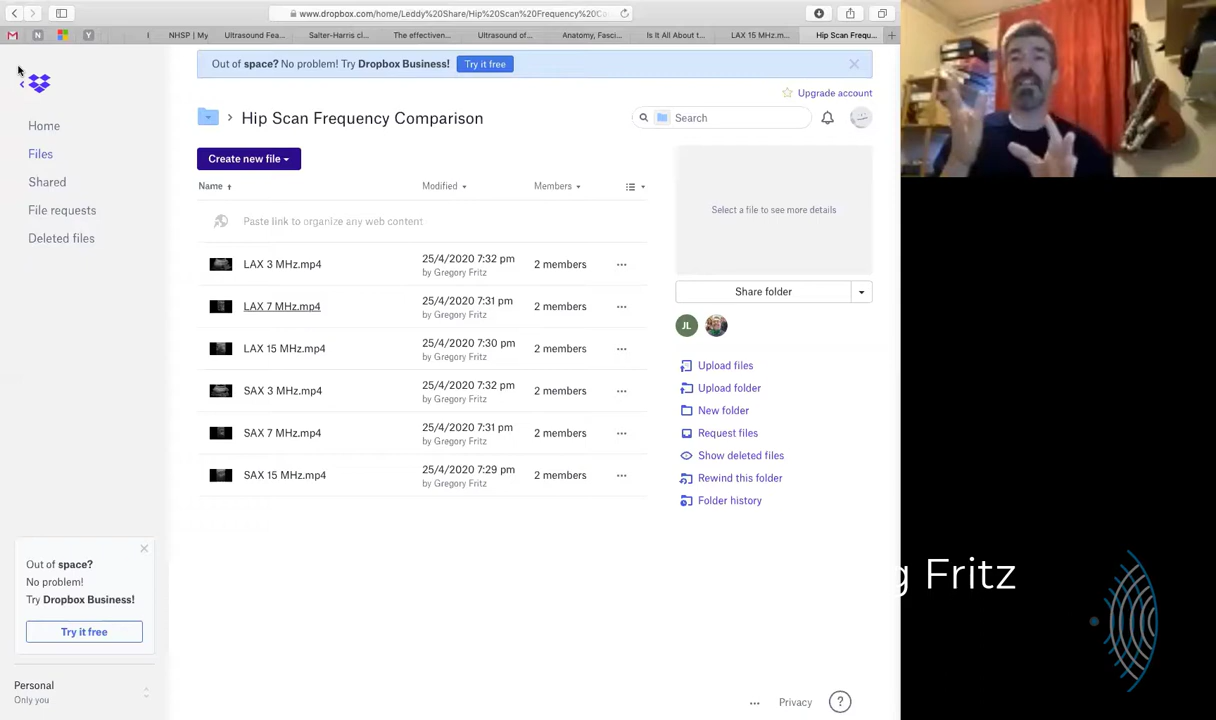 www.dropbox.com/home/Leddy%20Share/Hip%20Scan%20Frequency%20Co
NHSP | My
Ultrasound Fea...
Salter-Harris cl...
The effectiven...
Ultrasound of...
Anatomy, Fasci...
Is It All About t...
LAX 15 MHz.m...
Hip Scan Frequ...
Out of space? No problem! Try Dropbox Business! Try it free
Upgrade account
Hip Scan Frequency Comparison
Search
Home
Files
Shared
File requests
Deleted files
Create new file
Name Modified Members
Paste link to organize any web content
LAX 3 MHz.mp4 25/4/2020 7:32 pm 2 members
by Gregory Fritz
LAX 7 MHz.mp4 25/4/2020 7:31 pm 2 members
by Gregory Fritz
LAX 15 MHz.mp4 25/4/2020 7:30 pm 2 members
by Gregory Fritz
SAX 3 MHz.mp4 25/4/2020 7:32 pm 2 members
by Gregory Fritz
SAX 7 MHz.mp4 25/4/2020 7:31 pm 2 members
by Gregory Fritz
SAX 15 MHz.mp4 25/4/2020 7:29 pm 2 members
by Gregory Fritz
Select a file to see more details
Share folder
JL
Upload files
Upload folder
New folder
Request files
Show deleted files
Rewind this folder
Folder history
Out of space?
No problem!
Try Dropbox Business!
Try it free
Personal
Only you
Privacy
?
g Fritz